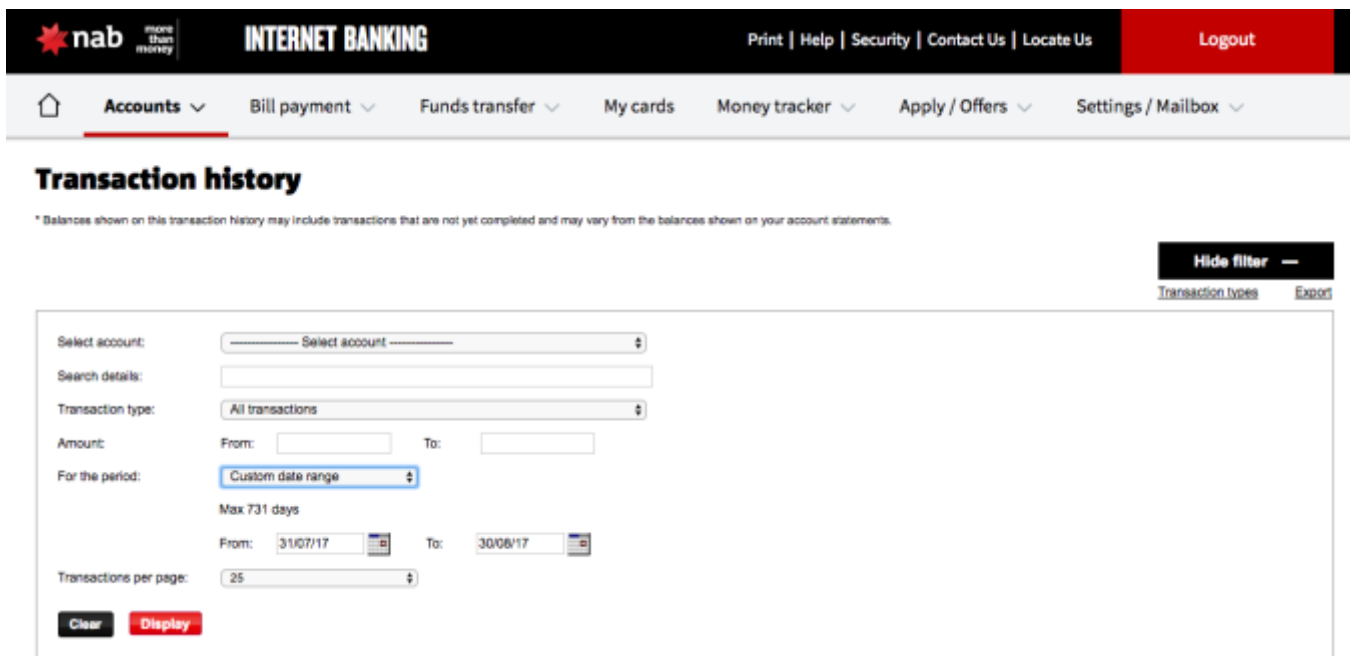 nab more than money INTERNET BANKING Print | Help | Security | Contact Us | Locate Us Logout
Accounts Bill payment Funds transfer My cards Money tracker Apply / Offers Settings / Mailbox
Transaction history
* Balances shown on this transaction history may include transactions that are not yet completed and may vary from the balances shown on your account statements.
Hide filter —
Transaction types Export
Select account: ---------------- Select account ----------------
Search details:
Transaction type: All transactions
Amount: From: To:
For the period: Custom date range
Max 731 days
From: 31/07/17 To: 30/08/17
Transactions per page: 25
Clear Display